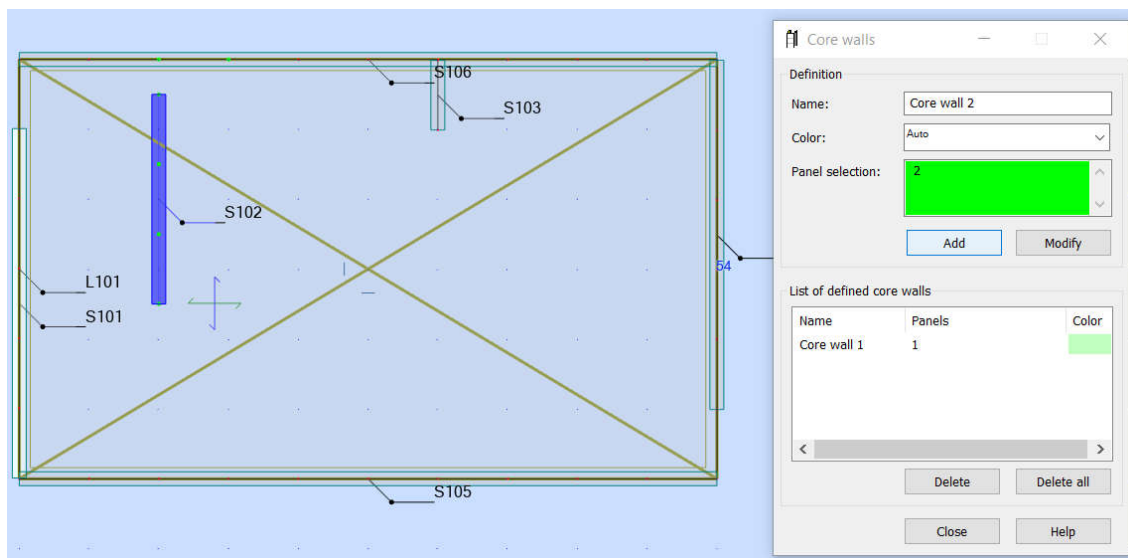 S106
S103
S102
54
L101
S101
S105
Core walls
Definition
Name: Core wall 2
Color: Auto
Panel selection: 2
Add Modify
List of defined core walls
Name Panels Color
Core wall 1 1
Delete Delete all
Close Help